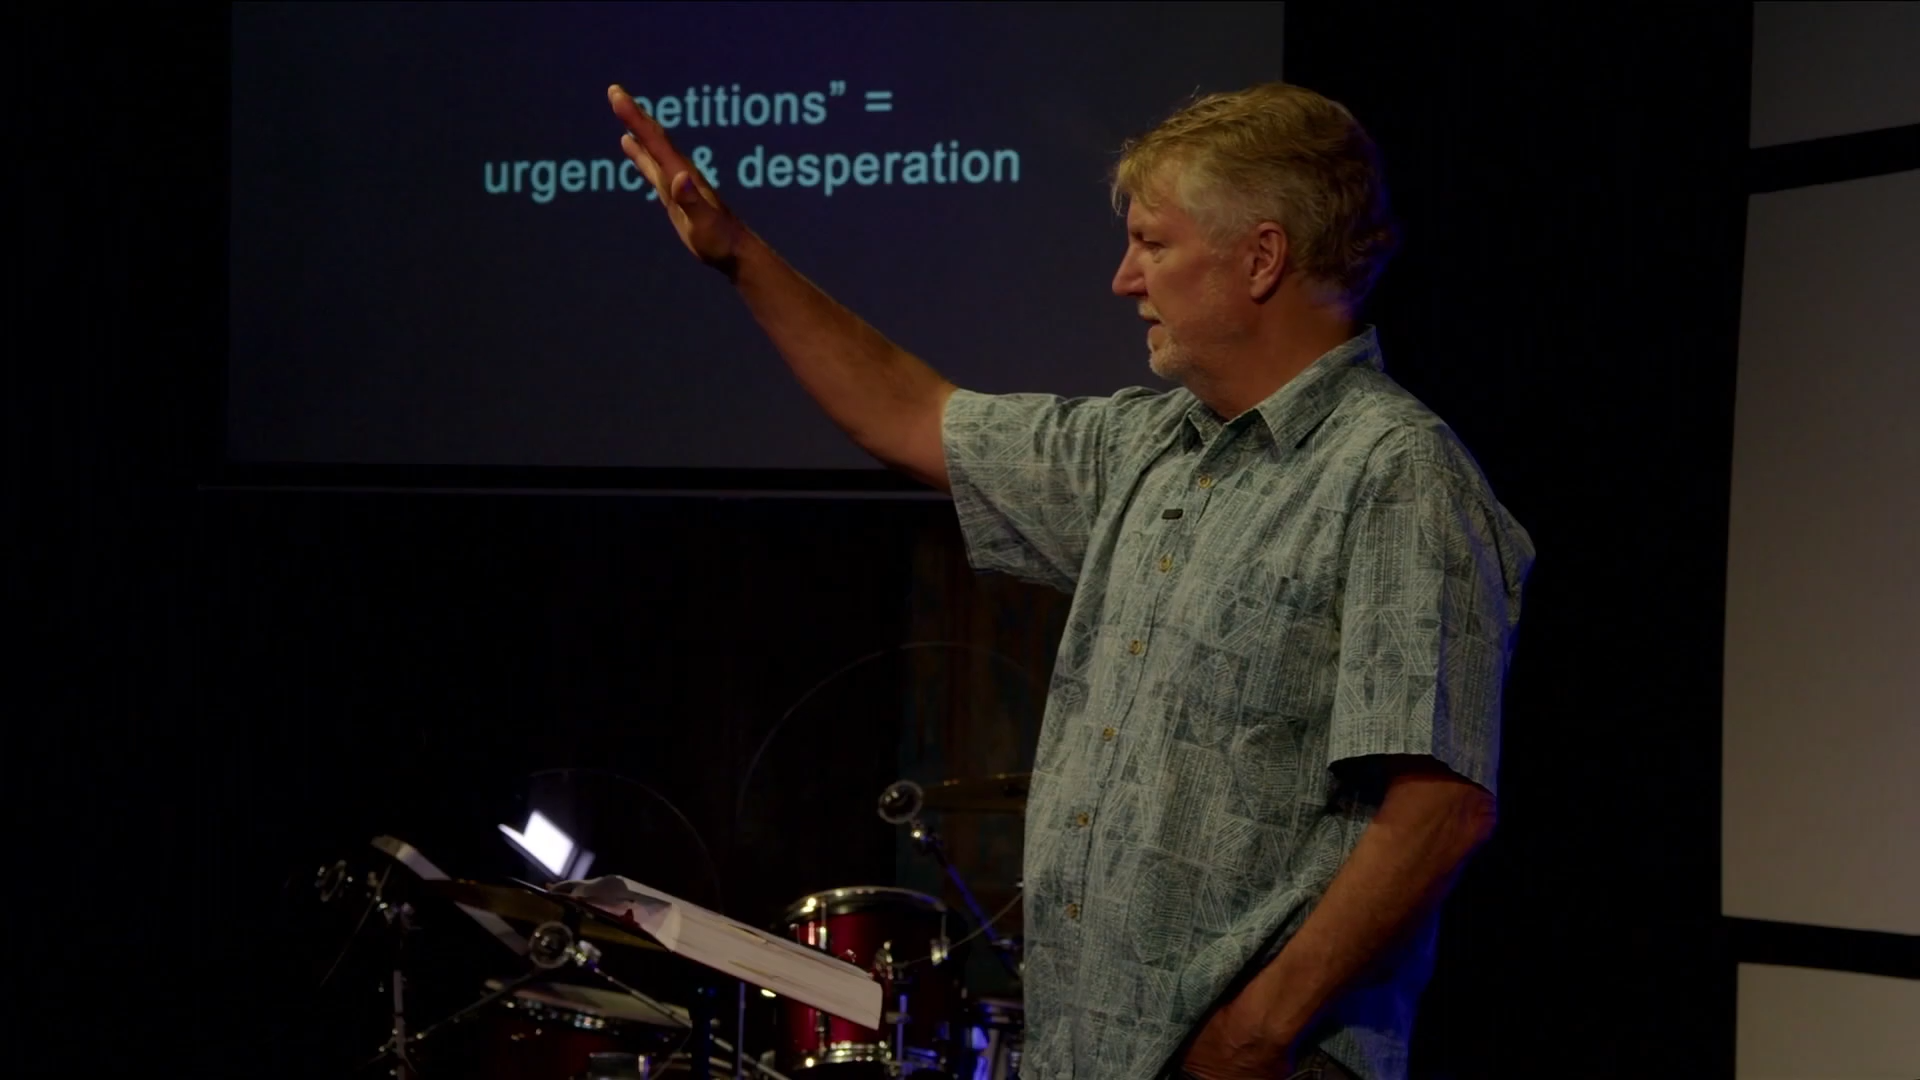 petitions” =
urgency & desperation